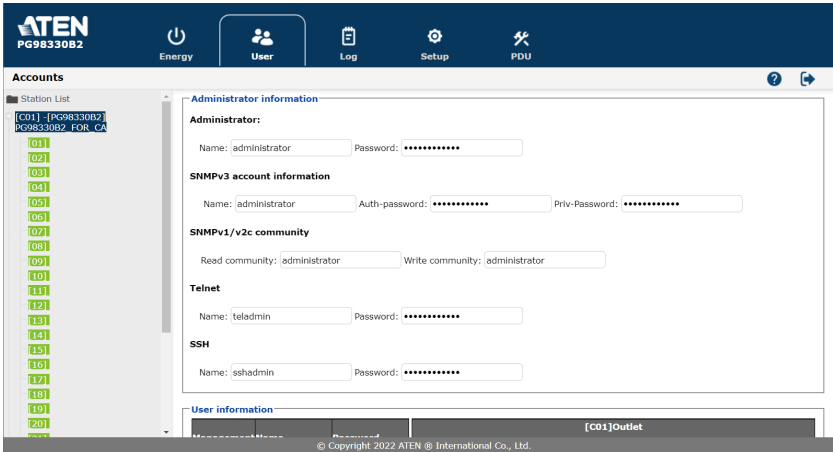 ATEN
PG98330B2
Energy
User
Log
Setup
PDU
Accounts
?
Station List
[C01] -[PG98330B2]
PG98330B2_FOR_CA
[01]
[02]
[03]
[04]
[05]
[06]
[07]
[08]
[09]
[10]
[11]
[12]
[13]
[14]
[15]
[16]
[17]
[18]
[19]
[20]
Administrator information
Administrator:
Name: administrator Password: ••••••••••••
SNMPv3 account information
Name: administrator Auth-password: •••••••••••• Priv-Password: ••••••••••••
SNMPv1/v2c community
Read community: administrator Write community: administrator
Telnet
Name: teladmin Password: ••••••••••••
SSH
Name: sshadmin Password: ••••••••••••
User information
[C01]Outlet
Management Name Password
© Copyright 2022 ATEN ® International Co., Ltd.